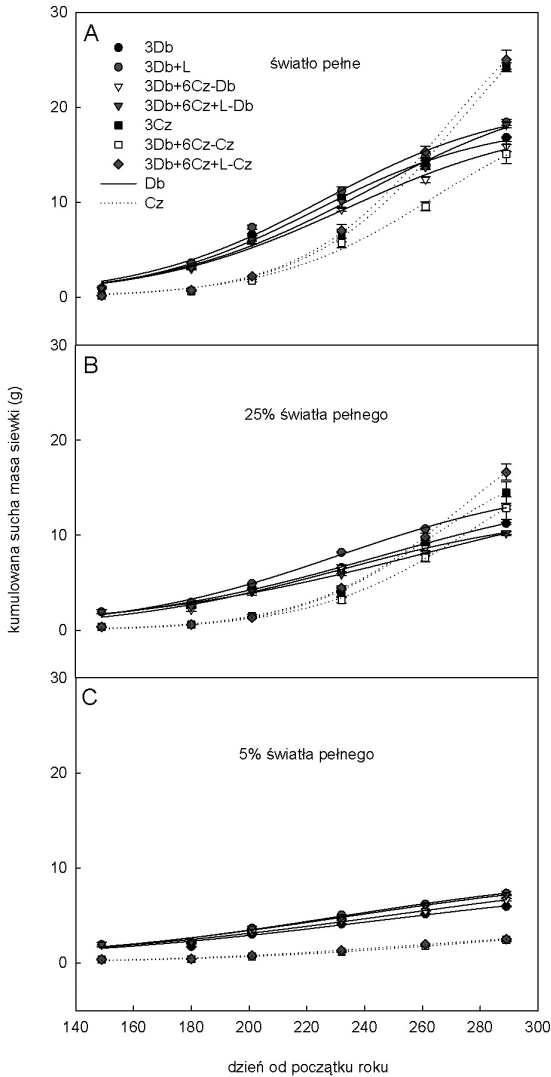 30
A
światło pełne
3Db
3Db+L
3Db+6Cz-Db
3Db+6Cz+L-Db
3Cz
3Db+6Cz-Cz
3Db+6Cz+L-Cz
Db
Cz
20
10
0
30
B
25% światła pełnego
20
10
0
30
C
5% światła pełnego
20
10
0
140 160 180 200 220 240 260 280 300
kumulowana sucha masa siewki (g)
dzień od początku roku